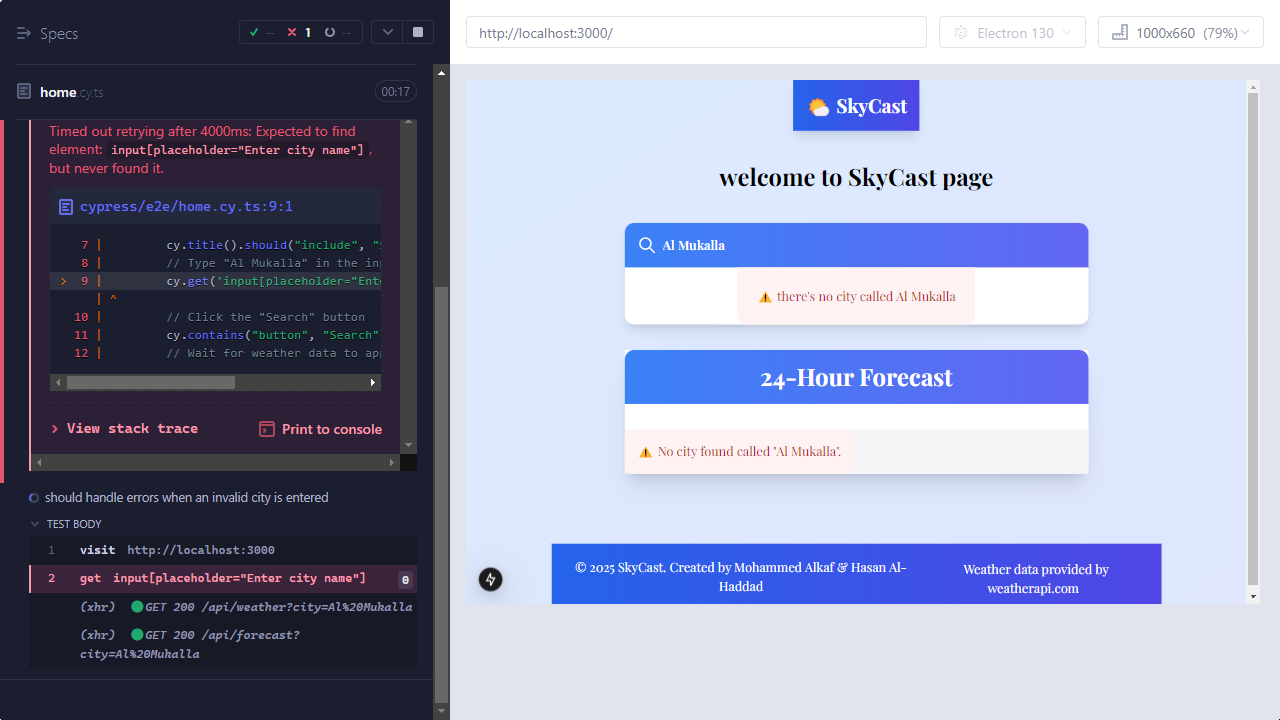 Specs
-- 1 --
home.cy.ts 00:17
Timed out retrying after 4000ms: Expected to find
element: input[placeholder="Enter city name"],
but never found it.
cypress/e2e/home.cy.ts:9:1
7 | cy.title().should("include",
8 | // Type "Al Mukalla" in the
> 9 | cy.get('input[placeholder="Ente
| ^
10 | // Click the "Search" button
11 | cy.contains("button", "Search"
12 | // Wait for weather data to
View stack trace
Print to console
should handle errors when an invalid city is entered
TEST BODY
1 visit http://localhost:3000
2 get input[placeholder="Enter city name"] 0
(xhr) GET 200 /api/weather?city=Al%20Mukalla
(xhr) GET 200 /api/forecast?
city=Al%20Mukalla
http://localhost:3000/
Electron 130
1000x660 (79%)
SkyCast
welcome to SkyCast page
Al Mukalla
there's no city called Al Mukalla
24-Hour Forecast
No city found called "Al Mukalla".
© 2025 SkyCast. Created by Mohammed Alkaf & Hasan Al-
Haddad
Weather data provided by
weatherapi.com